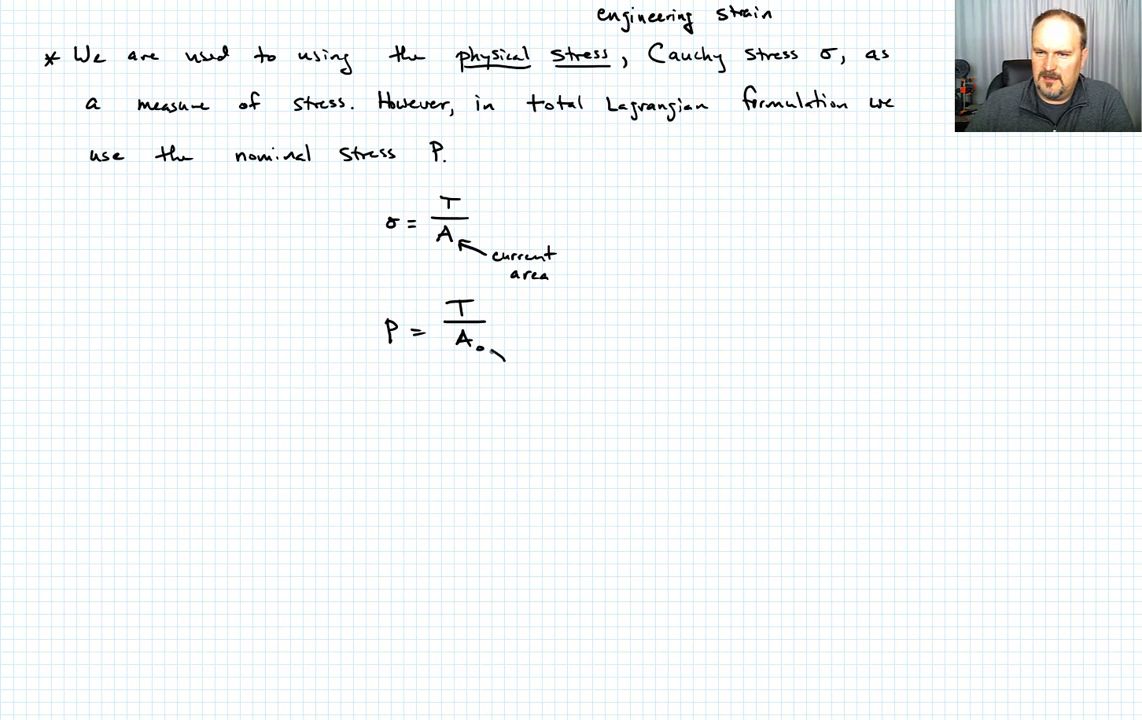 engineering strain
* We are used to using the physical stress, Cauchy stress σ, as
a measure of stress. However, in total Lagrangian formulation we
use the nominal stress P.
σ = T/A
current
area
P = T/A₀